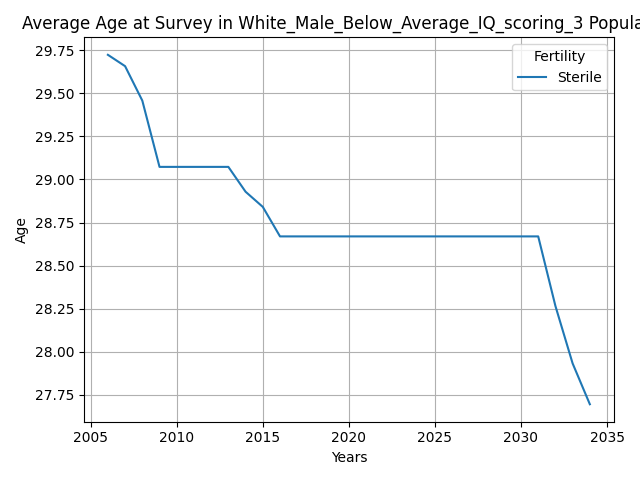 Average Age at Survey in White_Male_Below_Average_IQ_scoring_3 Popula
Fertility
Sterile
29.75
29.50
29.25
29.00
28.75
28.50
28.25
28.00
27.75
Age
2005 2010 2015 2020 2025 2030 2035
Years